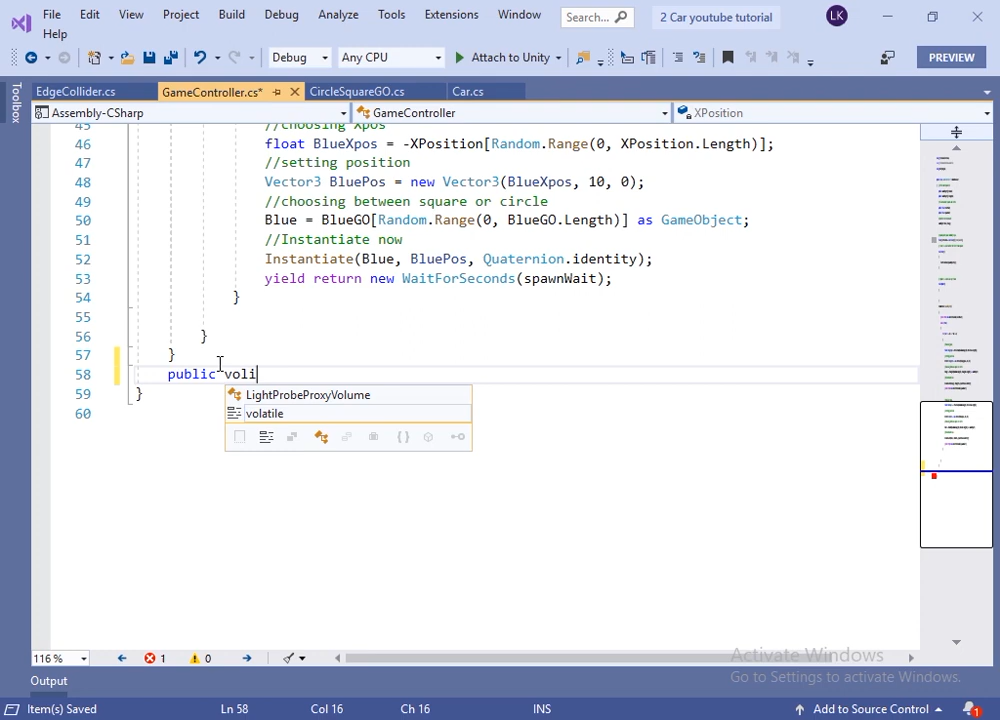 File Edit View Project Build Debug Analyze Tools Extensions Window Search... 2 Car youtube tutorial LK
Help
Debug Any CPU Attach to Unity PREVIEW
EdgeCollider.cs GameController.cs* CircleSquareGO.cs Car.cs
Toolbox
Assembly-CSharp GameController XPosition
45 //choosing Xpos
46 float BlueXpos = -XPosition[Random.Range(0, XPosition.Length)];
47 //setting position
48 Vector3 BluePos = new Vector3(BlueXpos, 10, 0);
49 //choosing between square or circle
50 Blue = BlueGO[Random.Range(0, BlueGO.Length)] as GameObject;
51 //Instantiate now
52 Instantiate(Blue, BluePos, Quaternion.identity);
53 yield return new WaitForSeconds(spawnWait);
54 }
55
56 }
57 }
58 public voli
59 }
60
LightProbeProxyVolume
volatile
116 % 1 0
Activate Windows
Go to Settings to activate Windows.
Output
Item(s) Saved Ln 58 Col 16 Ch 16 INS Add to Source Control 1